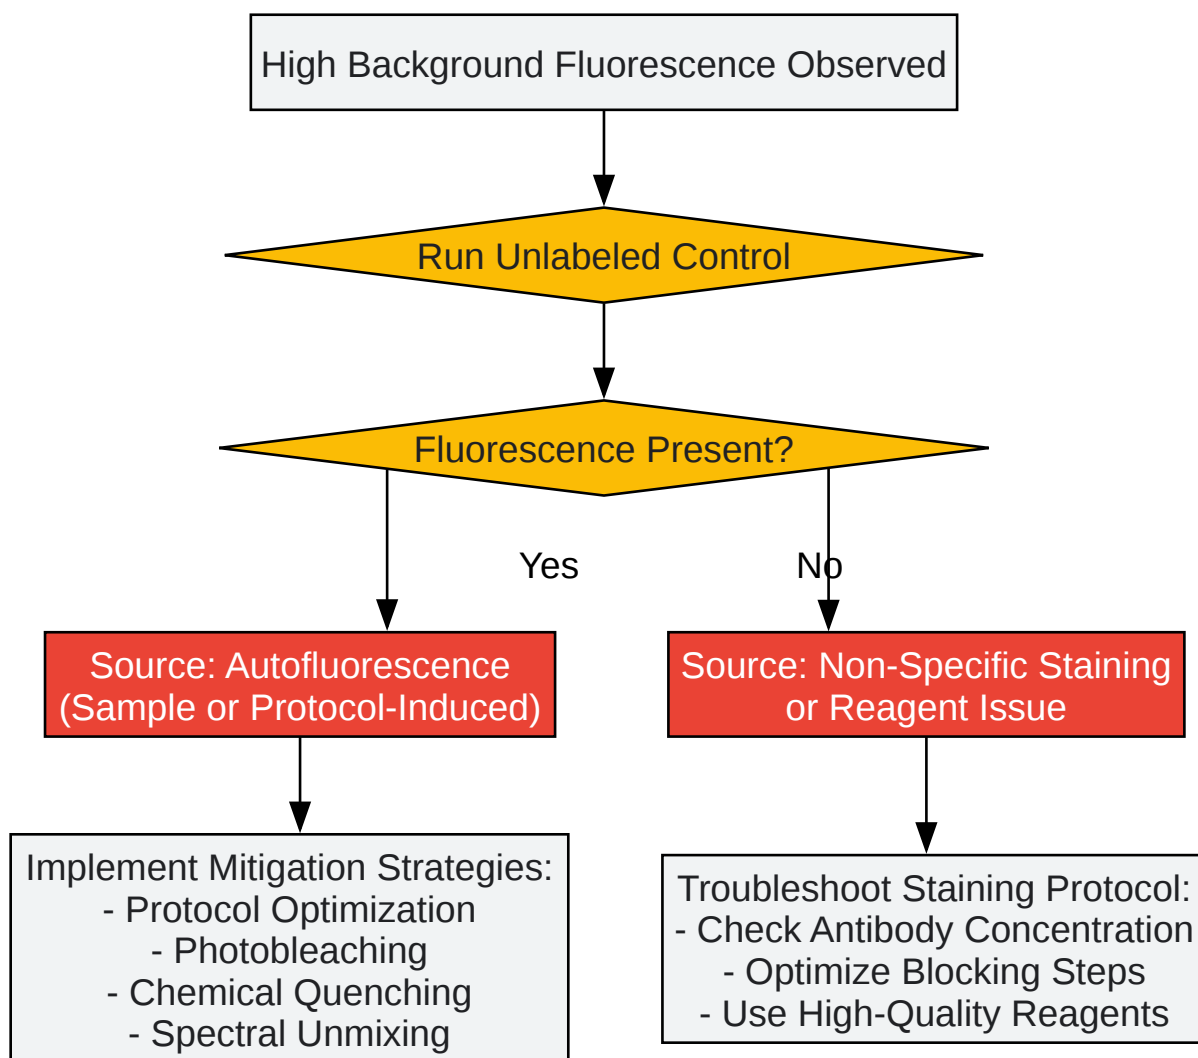 High Background Fluorescence Observed
Run Unlabeled Control
Fluorescence Present?
Yes
No
Source: Autofluorescence
(Sample or Protocol-Induced)
Source: Non-Specific Staining
or Reagent Issue
Implement Mitigation Strategies:
- Protocol Optimization
- Photobleaching
- Chemical Quenching
- Spectral Unmixing
Troubleshoot Staining Protocol:
- Check Antibody Concentration
- Optimize Blocking Steps
- Use High-Quality Reagents